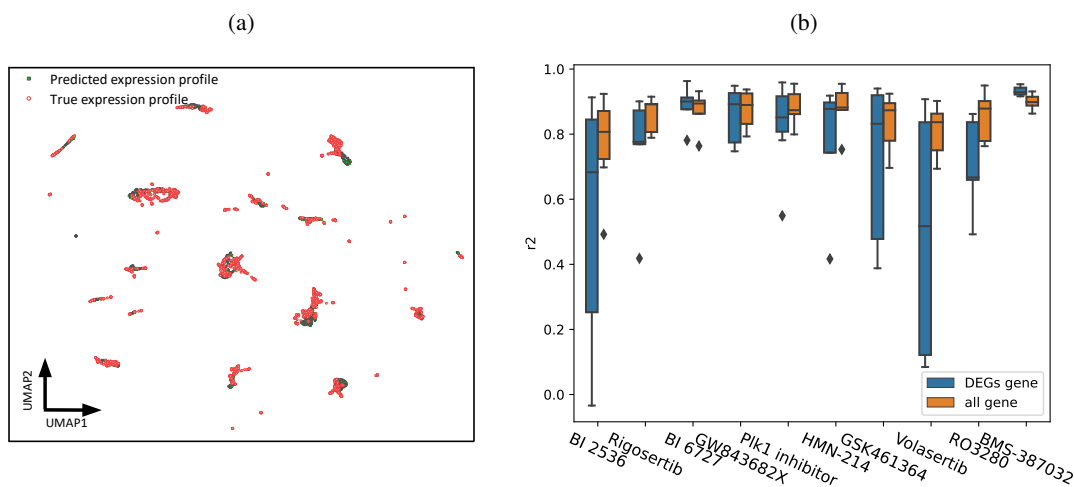 (a)
Predicted expression profile
True expression profile
UMAP2
UMAP1
(b)
1.0
0.8
0.6
0.4
0.2
0.0
r2
DEGs gene
all gene
BI 2536
Rigosertib
BI 6727
GW843682X
Plk1 inhibitor
HMN-214
GSK461364
Volasertib
RO3280
BMS-387032